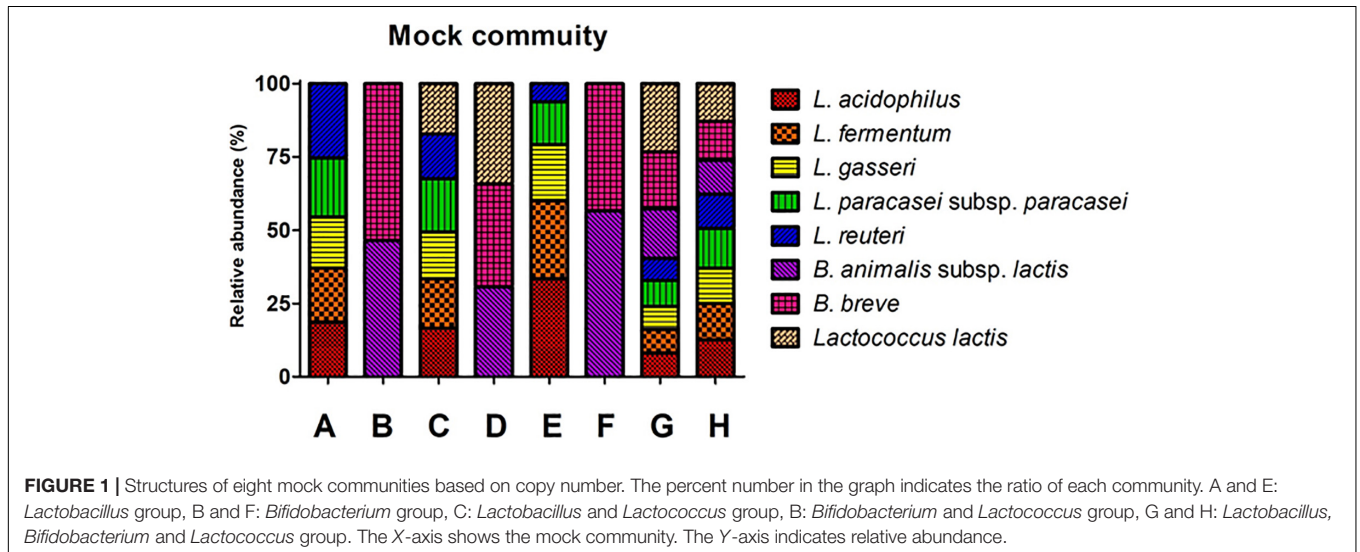 Mock commuity
100
75
50
25
0
Relative abundance (%)
A B C D E F G H
L. acidophilus
L. fermentum
L. gasseri
L. paracasei subsp. paracasei
L. reuteri
B. animalis subsp. lactis
B. breve
Lactococcus lactis
FIGURE 1 | Structures of eight mock communities based on copy number. The percent number in the graph indicates the ratio of each community. A and E:
Lactobacillus group, B and F: Bifidobacterium group, C: Lactobacillus and Lactococcus group, B: Bifidobacterium and Lactococcus group, G and H: Lactobacillus,
Bifidobacterium and Lactococcus group. The X-axis shows the mock community. The Y-axis indicates relative abundance.